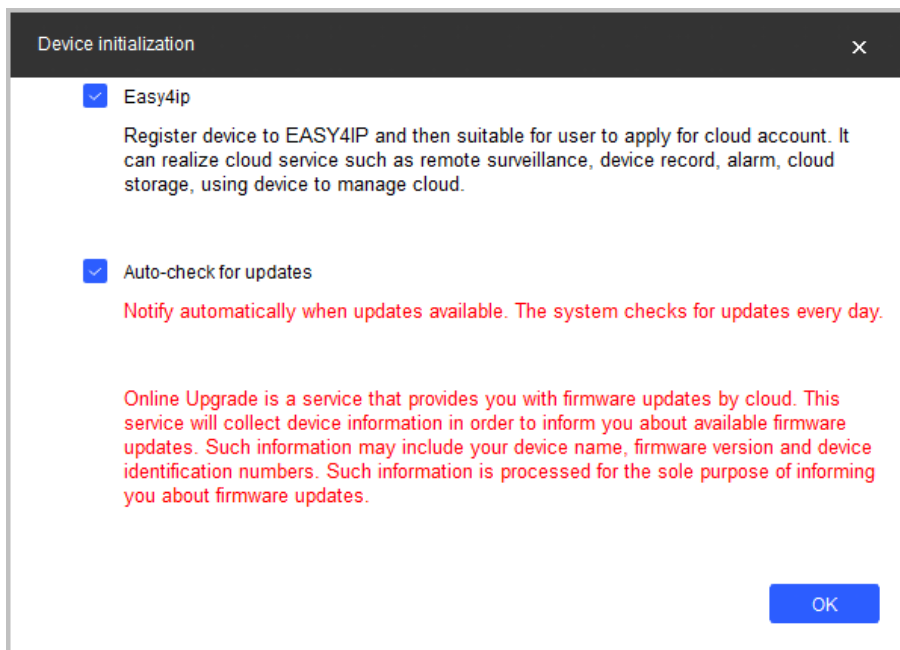 Device initialization
Easy4ip
Register device to EASY4IP and then suitable for user to apply for cloud account. It
can realize cloud service such as remote surveillance, device record, alarm, cloud
storage, using device to manage cloud.
Auto-check for updates
Notify automatically when updates available. The system checks for updates every day.
Online Upgrade is a service that provides you with firmware updates by cloud. This
service will collect device information in order to inform you about available firmware
updates. Such information may include your device name, firmware version and device
identification numbers. Such information is processed for the sole purpose of informing
you about firmware updates.
OK